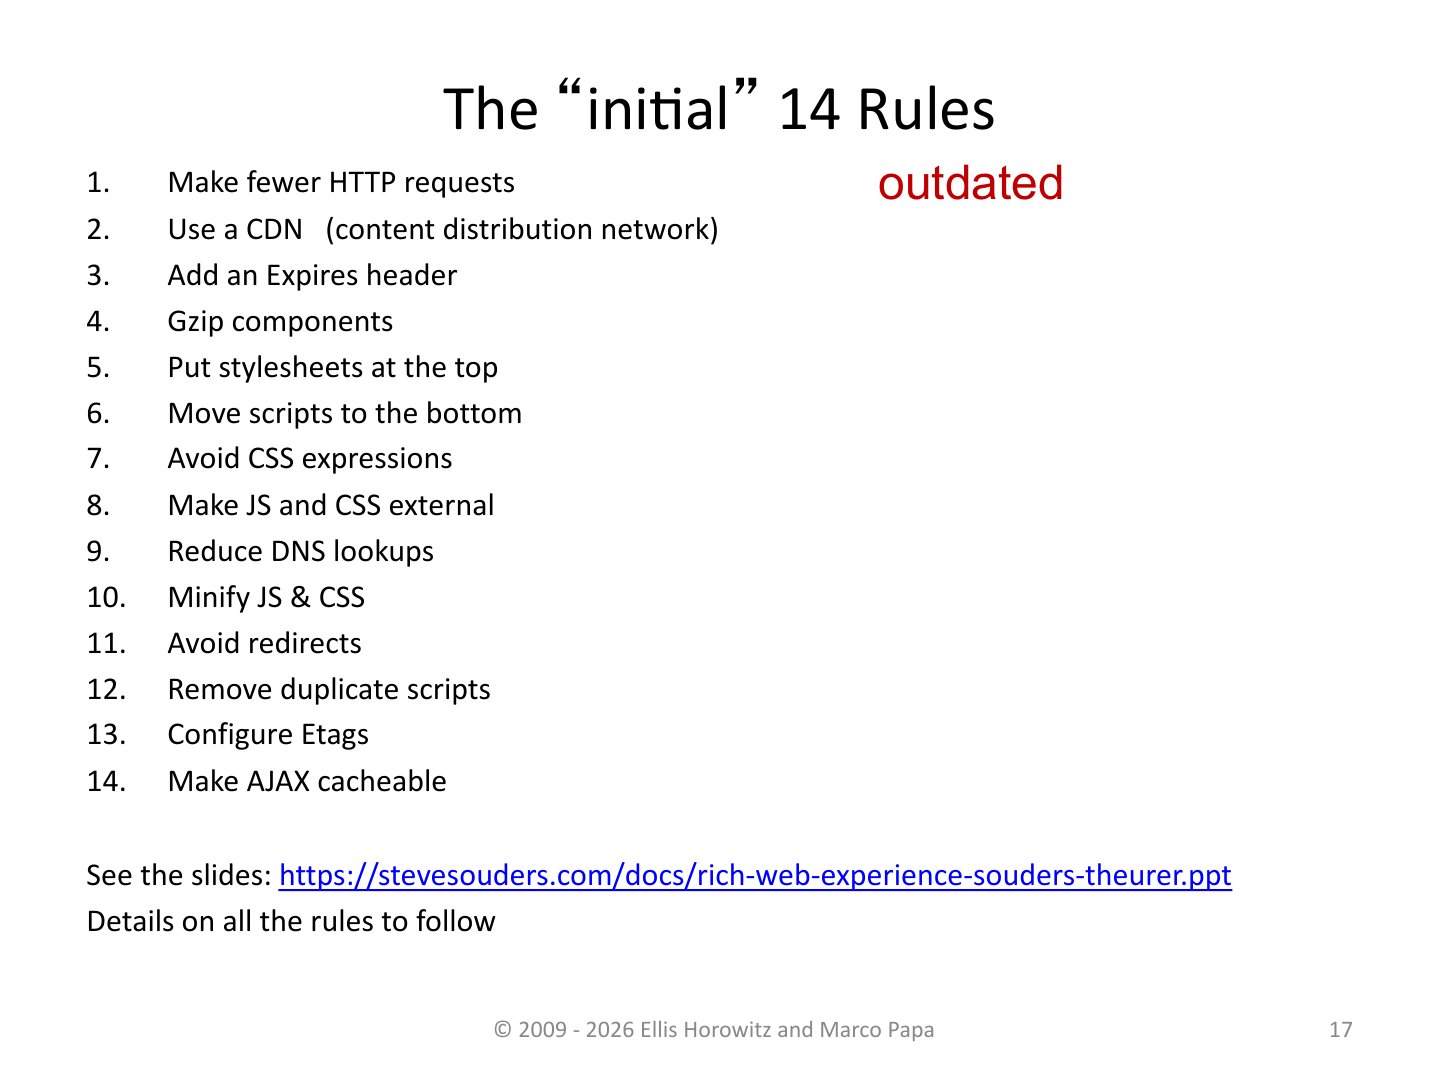 The “initial” 14 Rules
outdated
1. Make fewer HTTP requests
2. Use a CDN (content distribution network)
3. Add an Expires header
4. Gzip components
5. Put stylesheets at the top
6. Move scripts to the bottom
7. Avoid CSS expressions
8. Make JS and CSS external
9. Reduce DNS lookups
10. Minify JS & CSS
11. Avoid redirects
12. Remove duplicate scripts
13. Configure Etags
14. Make AJAX cacheable
See the slides: https://stevesouders.com/docs/rich-web-experience-souders-theurer.ppt
Details on all the rules to follow
© 2009 - 2026 Ellis Horowitz and Marco Papa
17